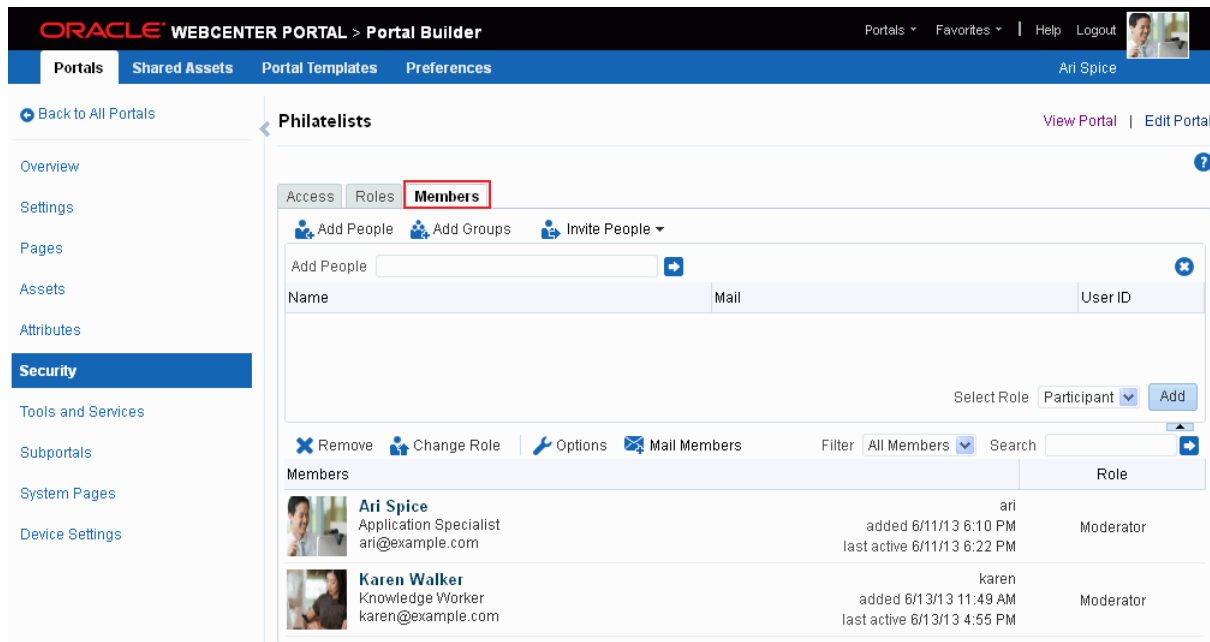 ORACLE WEBCENTER PORTAL > Portal Builder
Portals Favorites | Help Logout
Portals Shared Assets Portal Templates Preferences
Ari Spice
Back to All Portals
Philatelists
View Portal | Edit Portal
Overview
Settings
Pages
Assets
Attributes
Security
Tools and Services
Subportals
System Pages
Device Settings
Access Roles Members
Add People Add Groups Invite People
Add People
Name Mail User ID
Select Role Participant Add
Remove Change Role Options Mail Members Filter All Members Search
Members Role
Ari Spice ari
Application Specialist added 6/11/13 6:10 PM Moderator
ari@example.com last active 6/11/13 6:22 PM
Karen Walker karen
Knowledge Worker added 6/13/13 11:49 AM Moderator
karen@example.com last active 6/13/13 4:55 PM